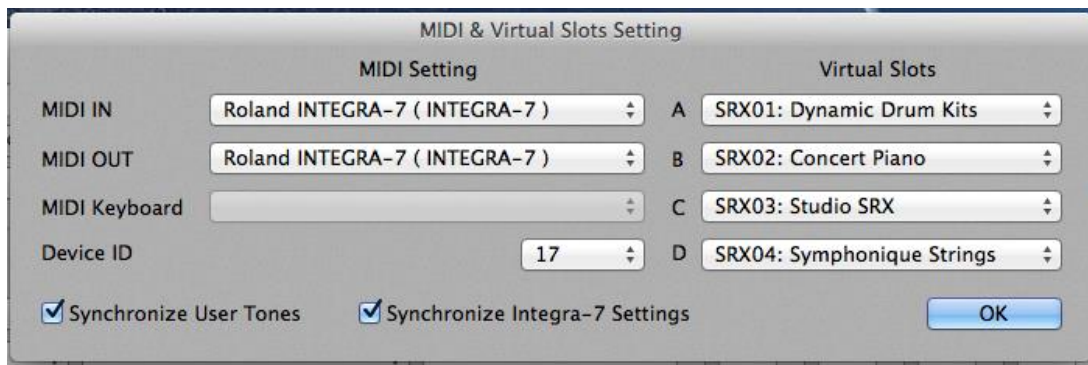 MIDI & Virtual Slots Setting
MIDI Setting Virtual Slots
MIDI IN Roland INTEGRA-7 ( INTEGRA-7 ) A SRX01: Dynamic Drum Kits
MIDI OUT Roland INTEGRA-7 ( INTEGRA-7 ) B SRX02: Concert Piano
MIDI Keyboard C SRX03: Studio SRX
Device ID 17 D SRX04: Symphonique Strings
Synchronize User Tones Synchronize Integra-7 Settings OK